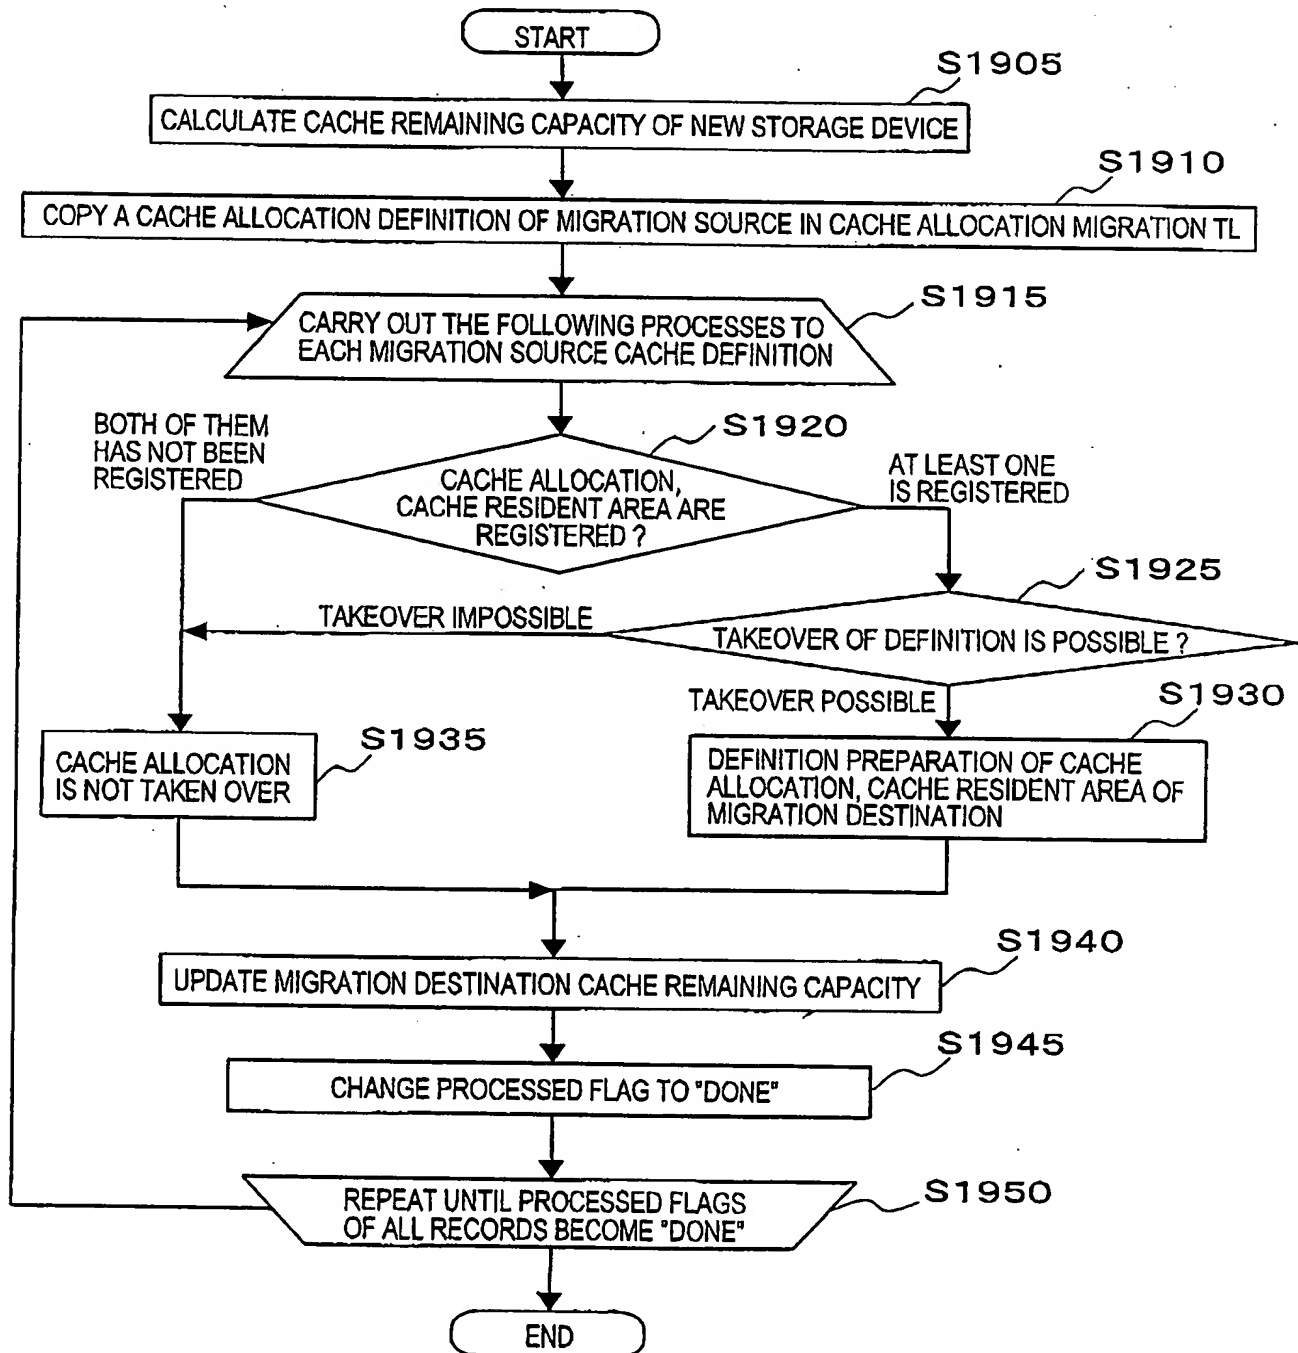 START
S1905
CALCULATE CACHE REMAINING CAPACITY OF NEW STORAGE DEVICE
S1910
COPY A CACHE ALLOCATION DEFINITION OF MIGRATION SOURCE IN CACHE ALLOCATION MIGRATION TL
S1915
CARRY OUT THE FOLLOWING PROCESSES TO
EACH MIGRATION SOURCE CACHE DEFINITION
BOTH OF THEM
HAS NOT BEEN
REGISTERED
S1920
CACHE ALLOCATION,
CACHE RESIDENT AREA ARE
REGISTERED ?
AT LEAST ONE
IS REGISTERED
S1925
TAKEOVER IMPOSSIBLE
TAKEOVER OF DEFINITION IS POSSIBLE ?
TAKEOVER POSSIBLE
S1930
S1935
CACHE ALLOCATION
IS NOT TAKEN OVER
DEFINITION PREPARATION OF CACHE
ALLOCATION, CACHE RESIDENT AREA OF
MIGRATION DESTINATION
S1940
UPDATE MIGRATION DESTINATION CACHE REMAINING CAPACITY
S1945
CHANGE PROCESSED FLAG TO "DONE"
S1950
REPEAT UNTIL PROCESSED FLAGS
OF ALL RECORDS BECOME "DONE"
END